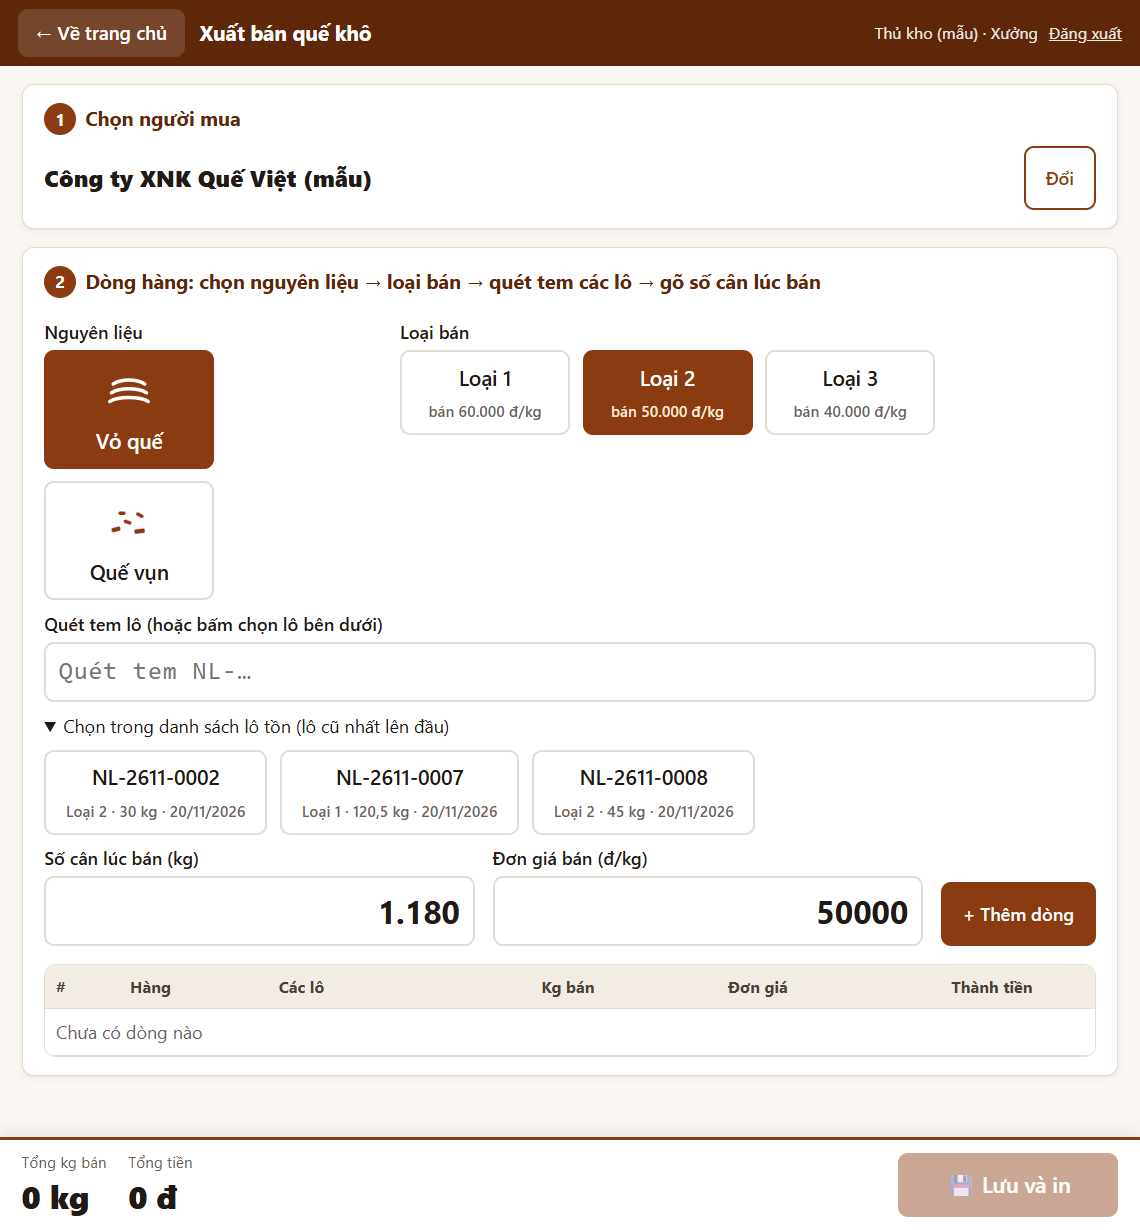 ← Về trang chủ
Xuất bán quế khô
Thủ kho (mẫu) · Xưởng Đăng xuất
1 Chọn người mua
Công ty XNK Quế Việt (mẫu)
Đổi
2 Dòng hàng: chọn nguyên liệu → loại bán → quét tem các lô → gõ số cân lúc bán
Nguyên liệu
Vỏ quế
Quế vụn
Loại bán
Loại 1
bán 60.000 đ/kg
Loại 2
bán 50.000 đ/kg
Loại 3
bán 40.000 đ/kg
Quét tem lô (hoặc bấm chọn lô bên dưới)
Quét tem NL-…
▼ Chọn trong danh sách lô tồn (lô cũ nhất lên đầu)
NL-2611-0002
Loại 2 · 30 kg · 20/11/2026
NL-2611-0007
Loại 1 · 120,5 kg · 20/11/2026
NL-2611-0008
Loại 2 · 45 kg · 20/11/2026
Số cân lúc bán (kg)
1.180
Đơn giá bán (đ/kg)
50000
+ Thêm dòng
# Hàng Các lô Kg bán Đơn giá Thành tiền
Chưa có dòng nào
Tổng kg bán
0 kg
Tổng tiền
0 đ
💾 Lưu và in